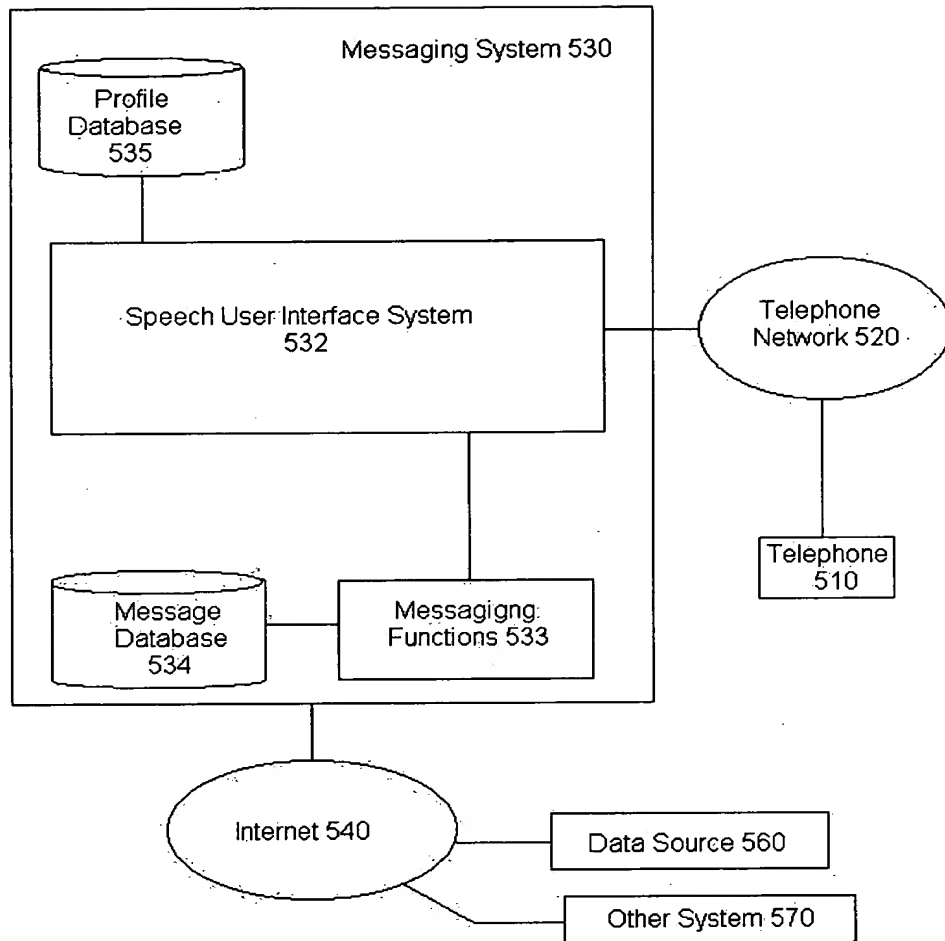 Messaging System 530
Profile
Database
535
Speech User Interface System
532
Telephone
Network 520
Telephone
510
Message
Database
534
Messagigng
Functions 533
Internet 540
Data Source 560
Other System 570